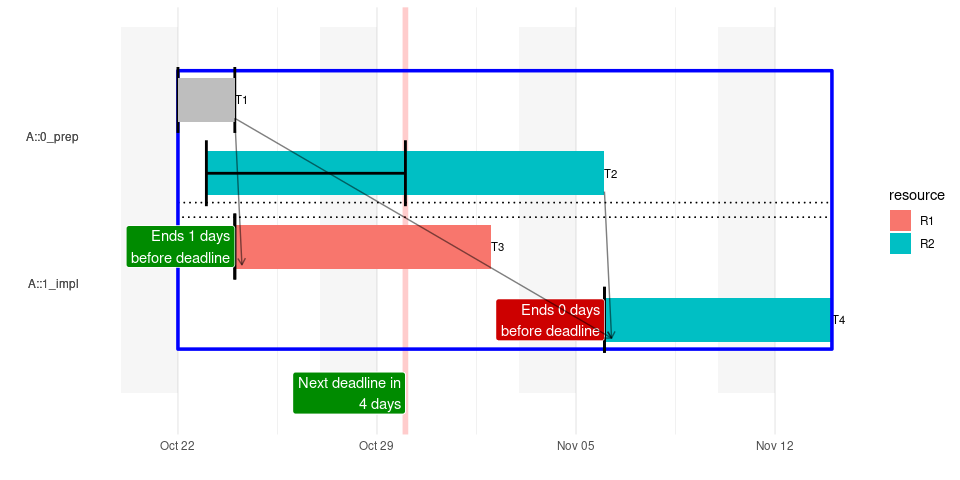 T1
A::0_prep
T2
resource
R1
R2
Ends 1 days
before deadline
T3
A::1_impl
Ends 0 days
before deadline
T4
Next deadline in
4 days
Oct 22
Oct 29
Nov 05
Nov 12